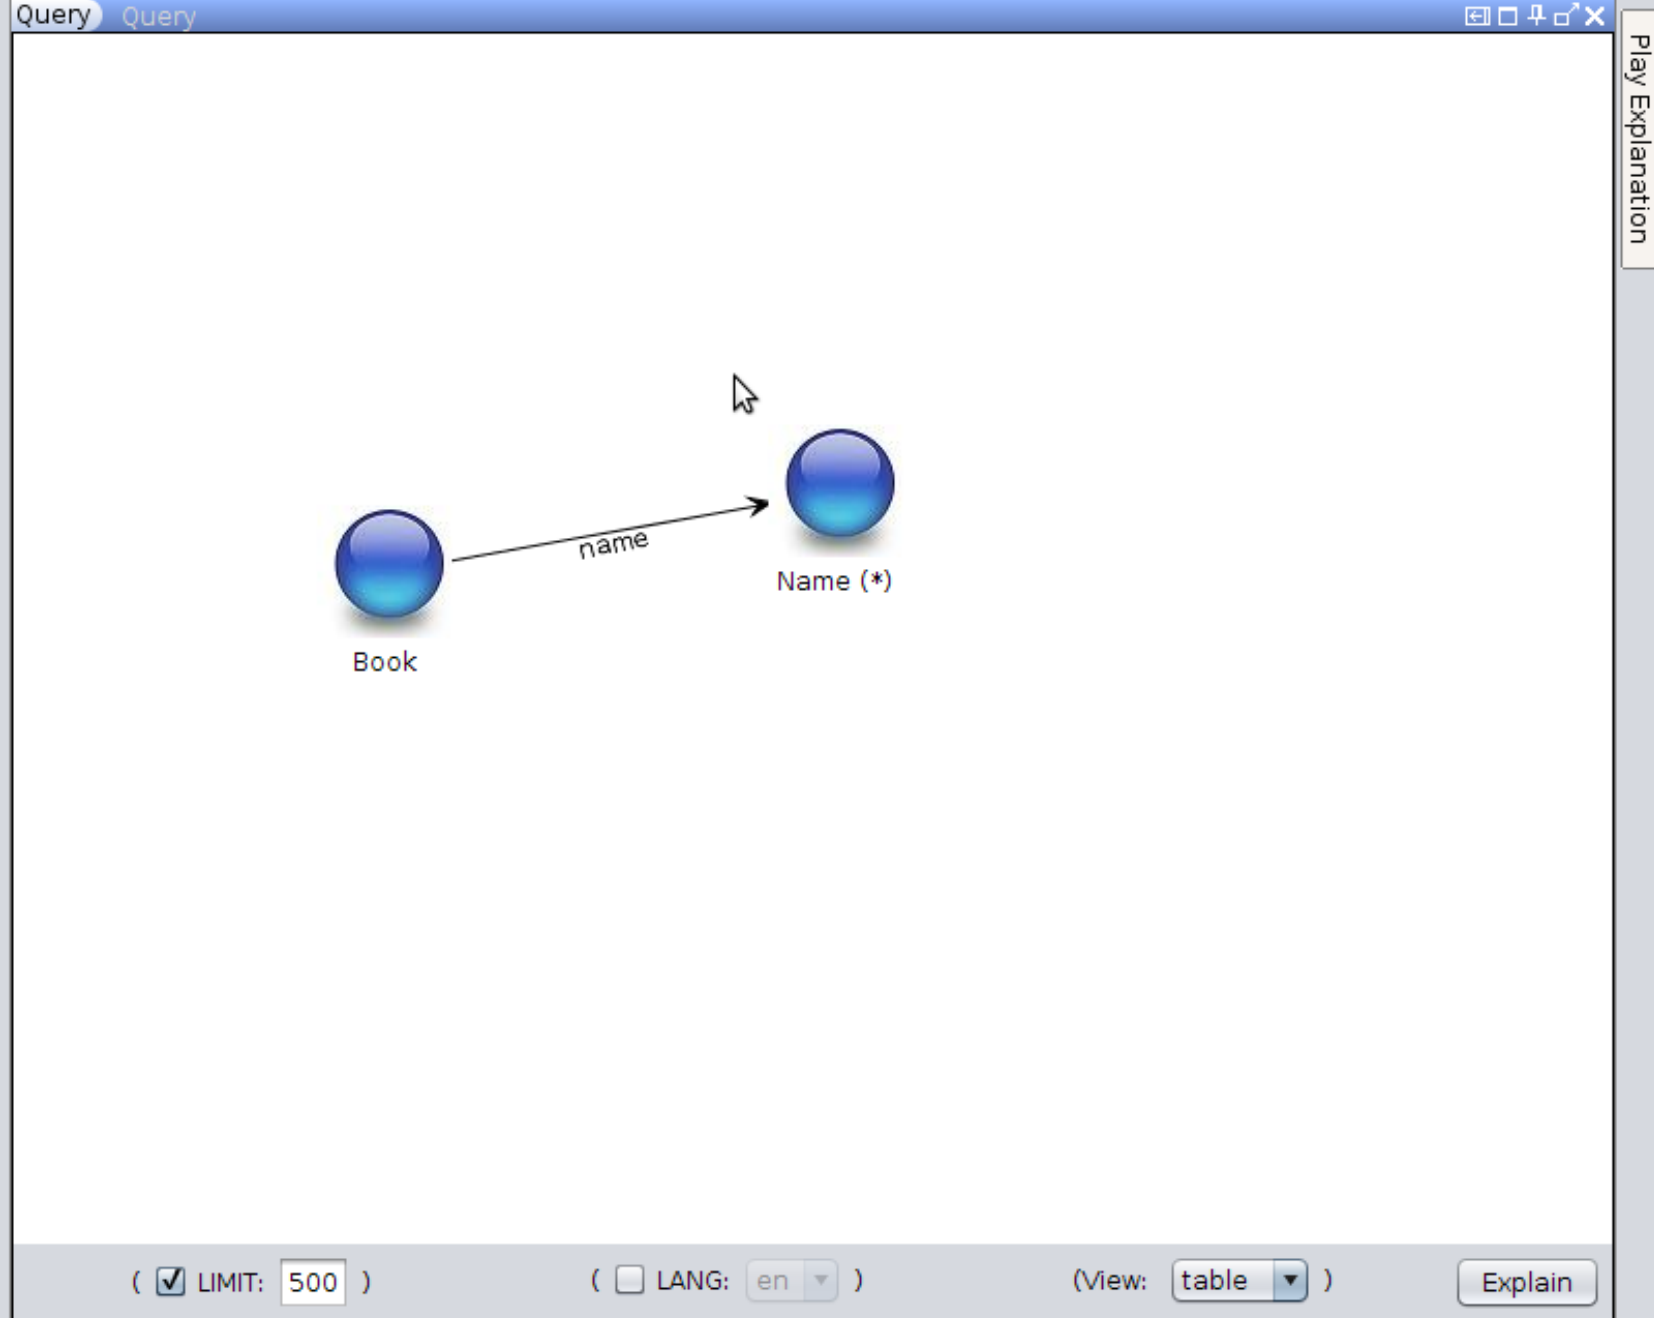 Query Query
Play Explanation
name
Name (*)
Book
( LIMIT: 500 ) ( LANG: en ) (View: table ) Explain